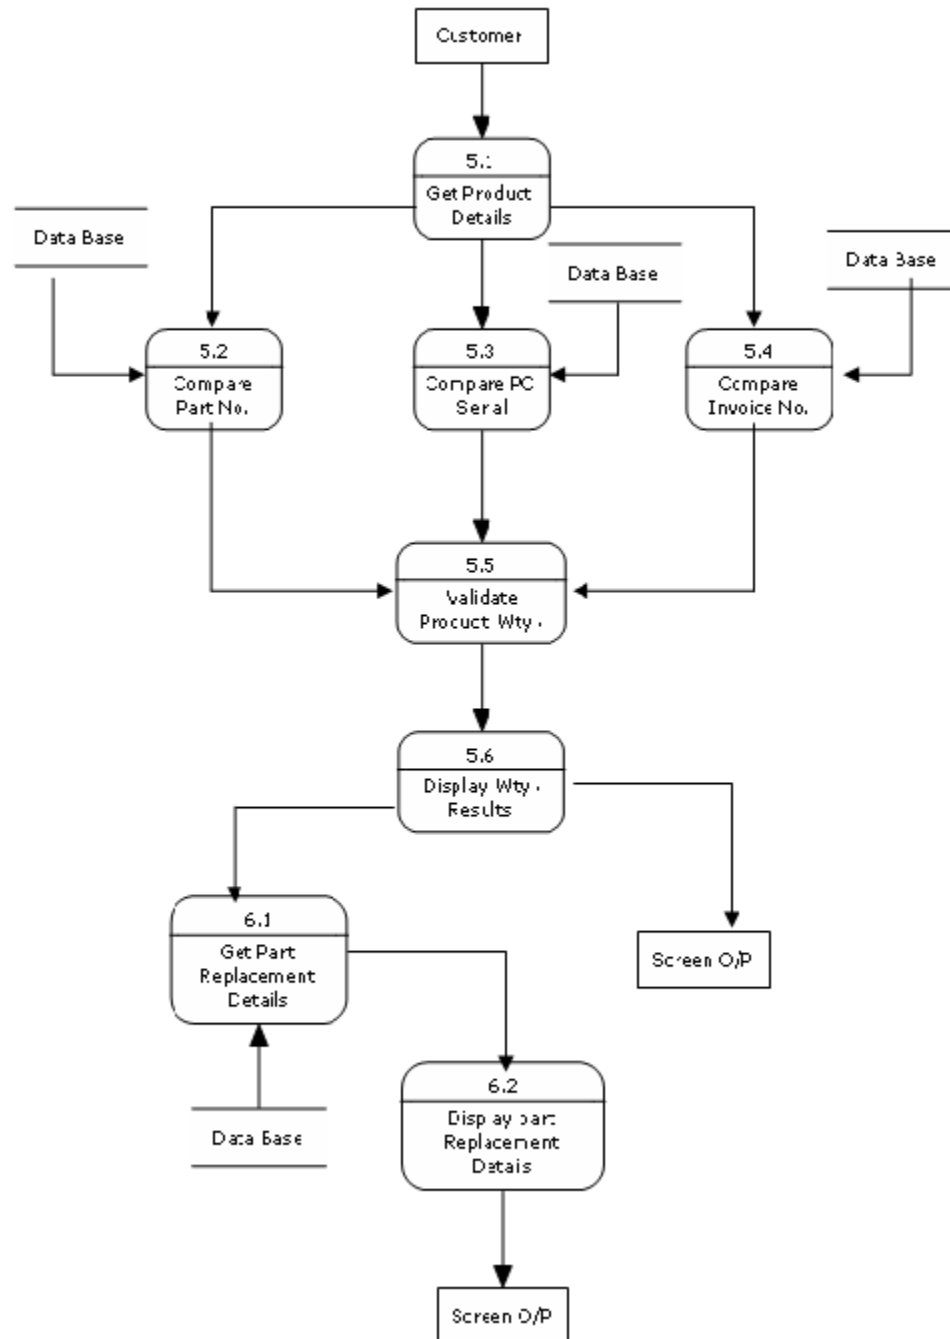 Customer
5.1
Get Product
Details
Data Base
Data Base
Data Base
5.2
Compare
Part No.
5.3
Compare PC
Serial
5.4
Compare
Invoice No.
5.5
Validate
Product Wty.
5.6
Display Wty.
Results
6.1
Get Part
Replacement
Details
Screen O/P
Data Base
6.2
Display part
Replacement
Details
Screen O/P